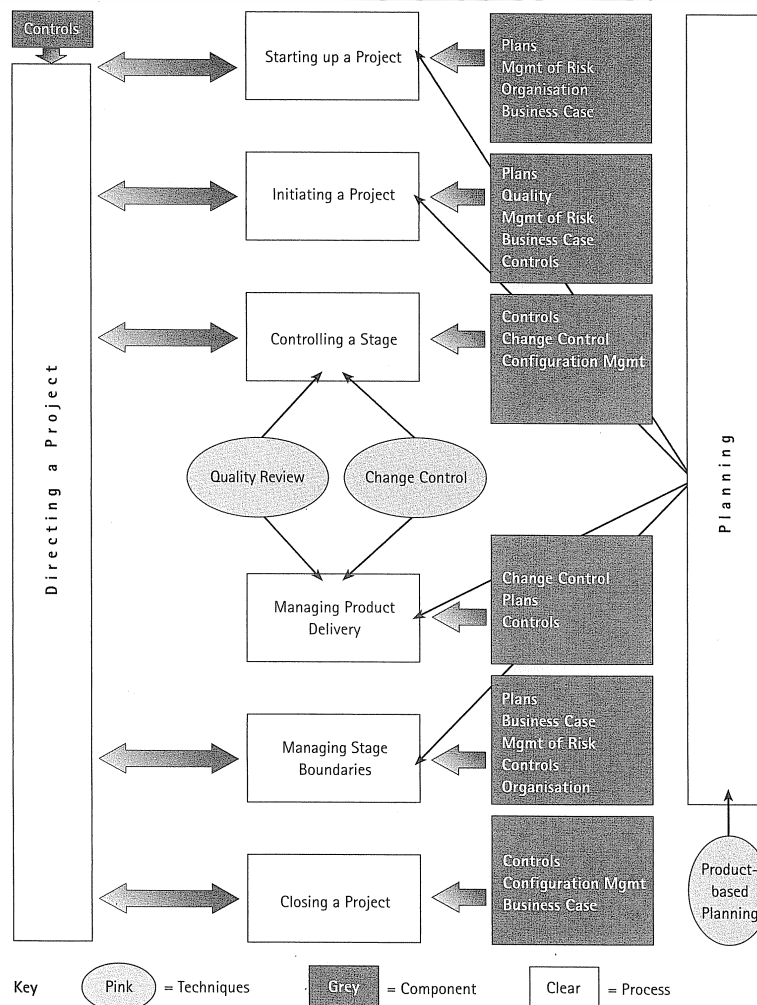 Controls
Directing a Project
Starting up a Project
Plans
Mgmt of Risk
Organisation
Business Case
Initiating a Project
Plans
Quality
Mgmt of Risk
Business Case
Controls
Controlling a Stage
Controls
Change Control
Configuration Mgmt
Quality Review
Change Control
Planning
Managing Product
Delivery
Change Control
Plans
Controls
Managing Stage
Boundaries
Plans
Business Case
Mgmt of Risk
Controls
Organisation
Closing a Project
Controls
Configuration Mgmt
Business Case
Product-
based
Planning
Key
Pink
= Techniques
Grey
= Component
Clear
= Process